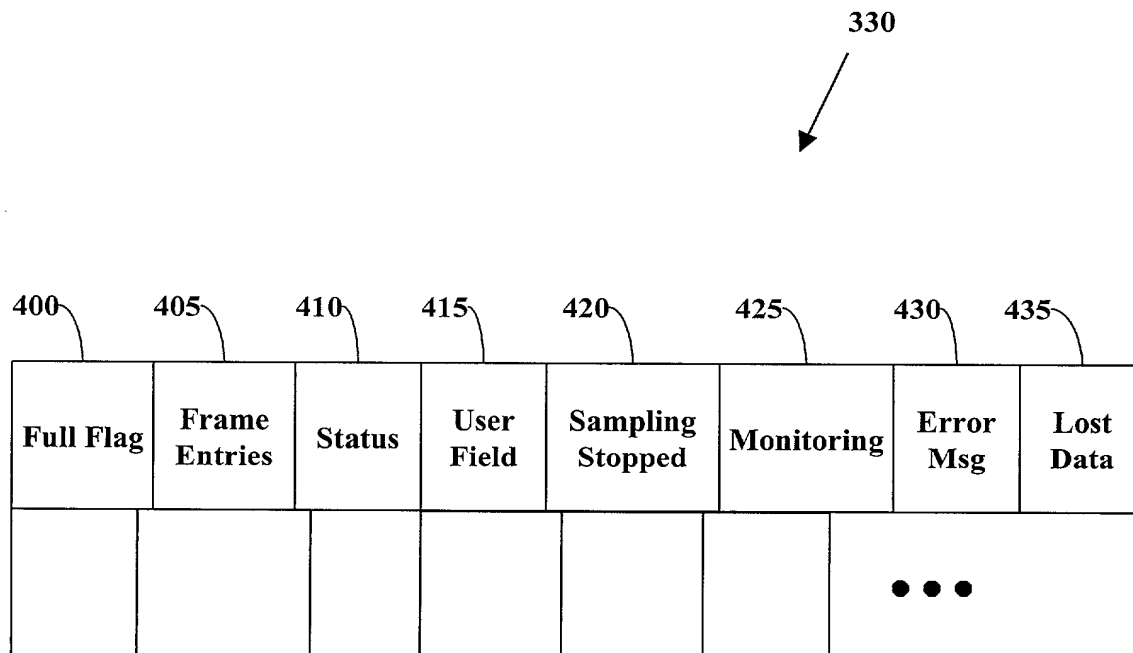 330
400 405 410 415 420 425 430 435
Full Flag
Frame
Entries
Status
User
Field
Sampling
Stopped
Monitoring
Error
Msg
Lost
Data